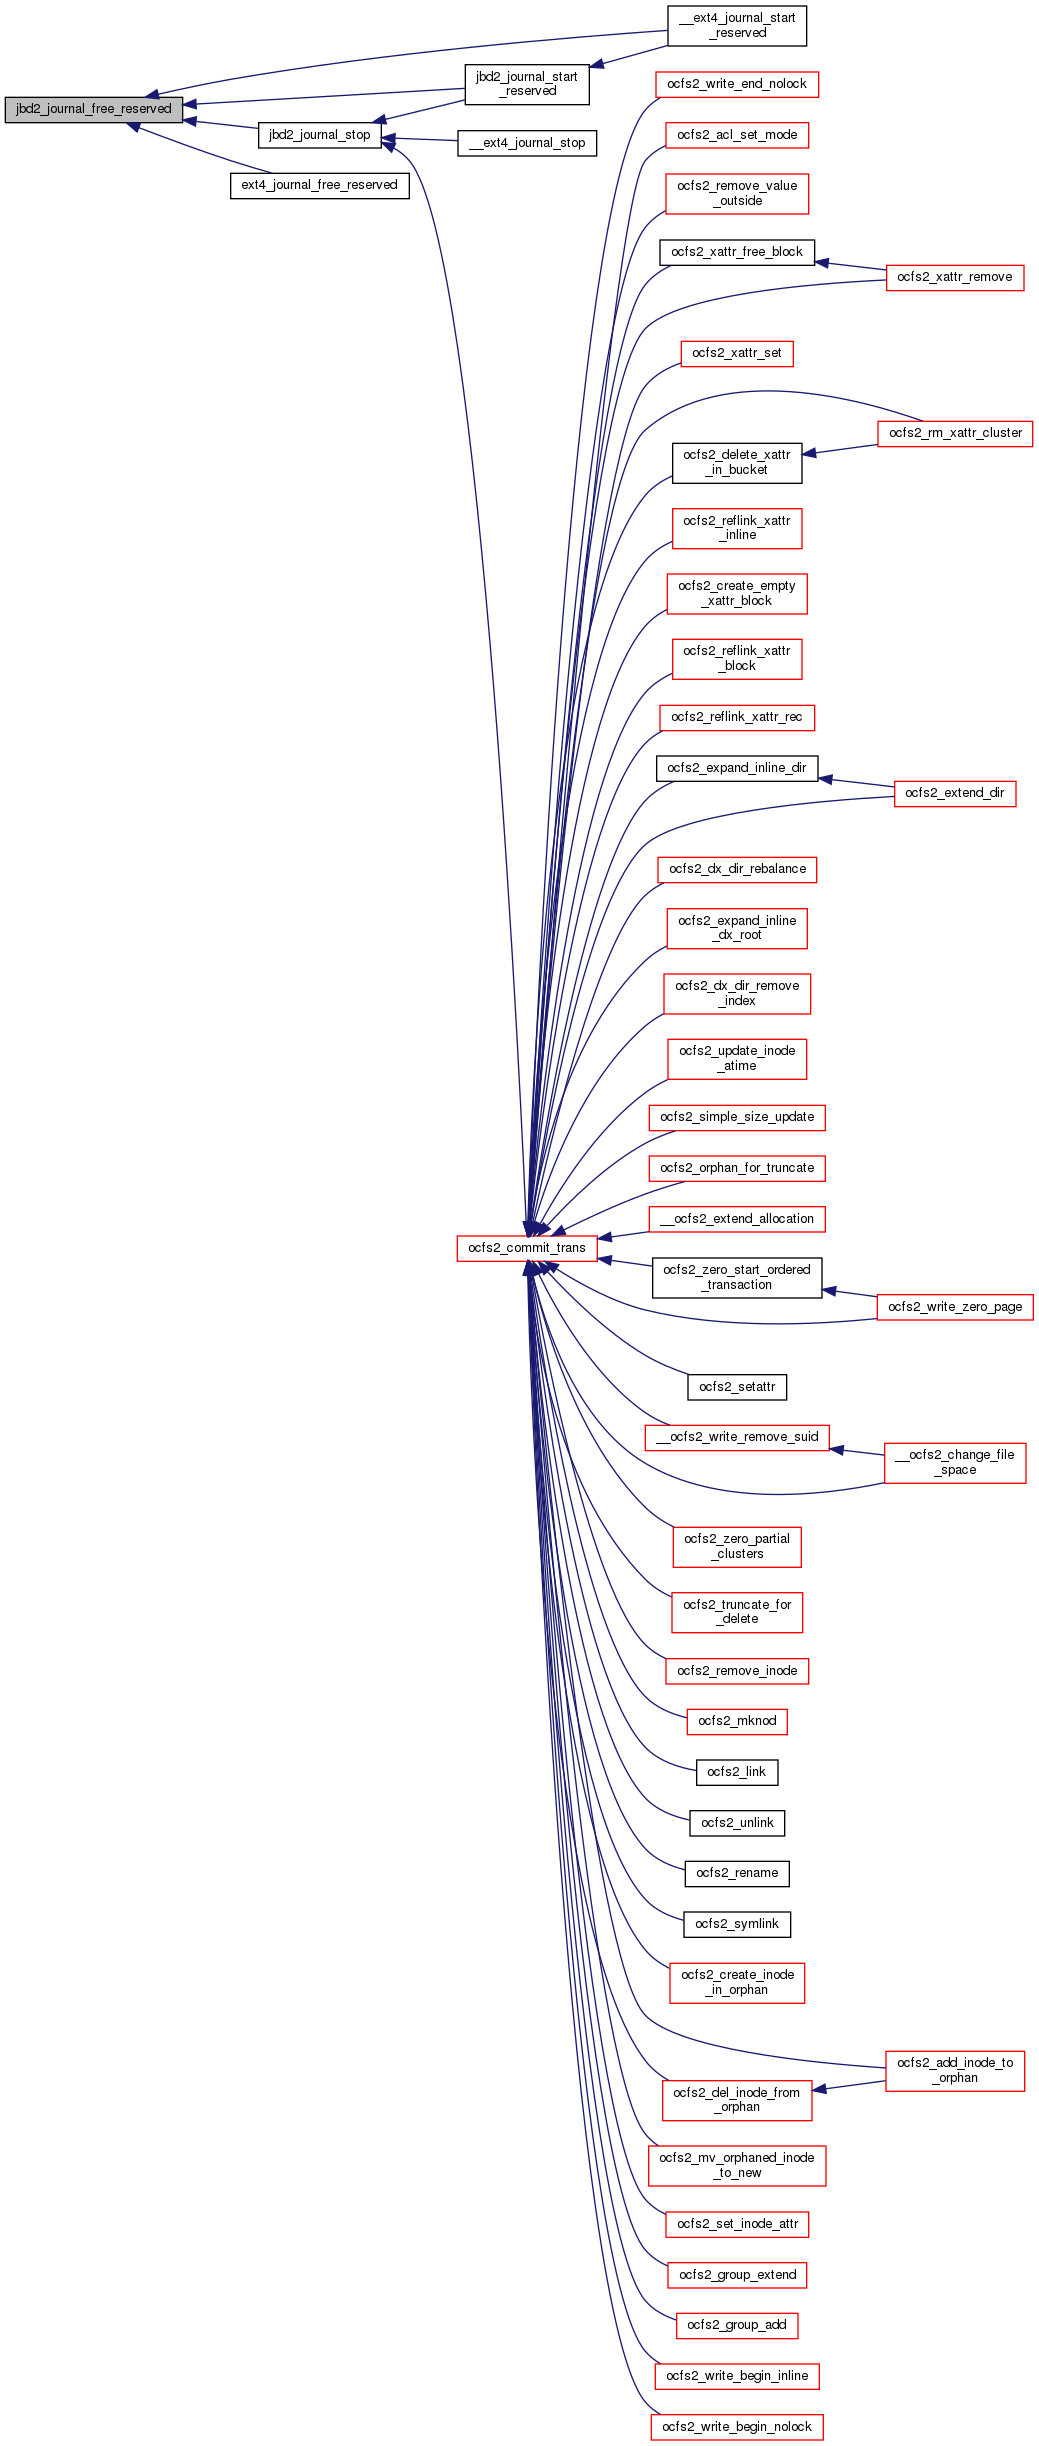 __ext4_journal_start
_reserved
jbd2_journal_start
_reserved
ocfs2_write_end_nolock
jbd2_journal_free_reserved
jbd2_journal_stop
ocfs2_acl_set_mode
__ext4_journal_stop
ext4_journal_free_reserved
ocfs2_remove_value
_outside
ocfs2_xattr_free_block
ocfs2_xattr_remove
ocfs2_xattr_set
ocfs2_rm_xattr_cluster
ocfs2_delete_xattr
_in_bucket
ocfs2_reflink_xattr
_inline
ocfs2_create_empty
_xattr_block
ocfs2_reflink_xattr
_block
ocfs2_reflink_xattr_rec
ocfs2_expand_inline_dir
ocfs2_extend_dir
ocfs2_dx_dir_rebalance
ocfs2_expand_inline
_dx_root
ocfs2_dx_dir_remove
_index
ocfs2_update_inode
_atime
ocfs2_simple_size_update
ocfs2_orphan_for_truncate
__ocfs2_extend_allocation
ocfs2_commit_trans
ocfs2_zero_start_ordered
_transaction
ocfs2_write_zero_page
ocfs2_setattr
__ocfs2_write_remove_suid
__ocfs2_change_file
_space
ocfs2_zero_partial
_clusters
ocfs2_truncate_for
_delete
ocfs2_remove_inode
ocfs2_mknod
ocfs2_link
ocfs2_unlink
ocfs2_rename
ocfs2_symlink
ocfs2_create_inode
_in_orphan
ocfs2_add_inode_to
_orphan
ocfs2_del_inode_from
_orphan
ocfs2_mv_orphaned_inode
_to_new
ocfs2_set_inode_attr
ocfs2_group_extend
ocfs2_group_add
ocfs2_write_begin_inline
ocfs2_write_begin_nolock